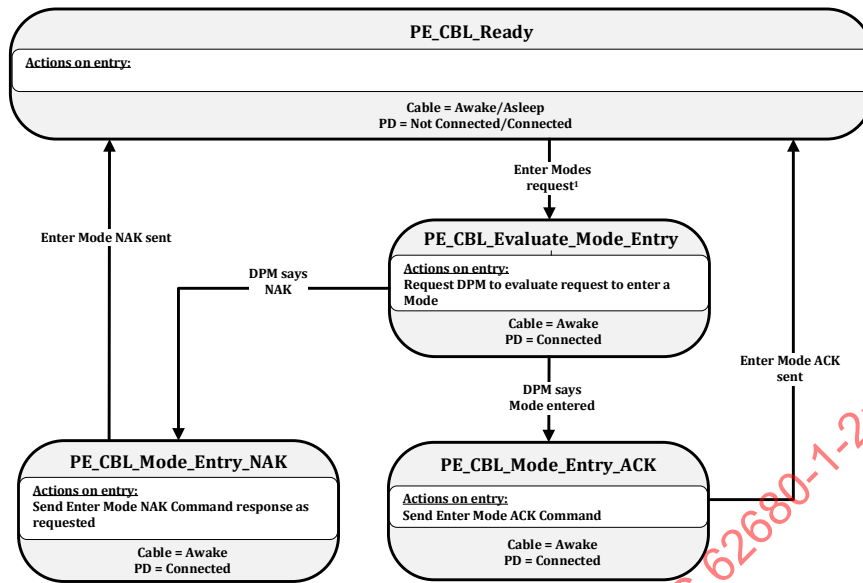 PE_CBL_Ready
Actions on entry:
Cable = Awake/Asleep
PD = Not Connected/Connected
Enter Modes
request¹
Enter Mode NAK sent
PE_CBL_Evaluate_Mode_Entry
Actions on entry:
Request DPM to evaluate request to enter a
Mode
Cable = Awake
PD = Connected
DPM says
NAK
Enter Mode ACK
sent
DPM says
Mode entered
PE_CBL_Mode_Entry_NAK
Actions on entry:
Send Enter Mode NAK Command response as
requested
Cable = Awake
PD = Connected
PE_CBL_Mode_Entry_ACK
Actions on entry:
Send Enter Mode ACK Command
Cable = Awake
PD = Connected
62680-1-2